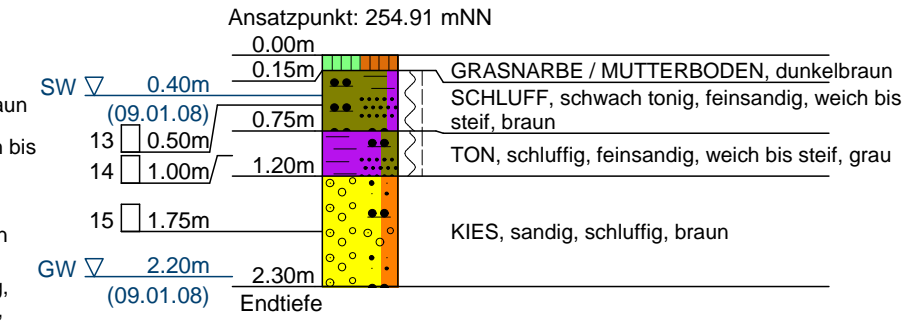 Ansatzpunkt: 254.91 mNN
0.00m
0.15m
GRASNARBE / MUTTERBODEN, dunkelbraun
SW 0.40m
(09.01.08)
SCHLUFF, schwach tonig, feinsandig, weich bis
steif, braun
0.75m
13 0.50m
bis
14 1.00m
1.20m
TON, schluffig, feinsandig, weich bis steif, grau
15 1.75m
KIES, sandig, schluffig, braun
GW 2.20m
(09.01.08)
2.30m
Endtiefe